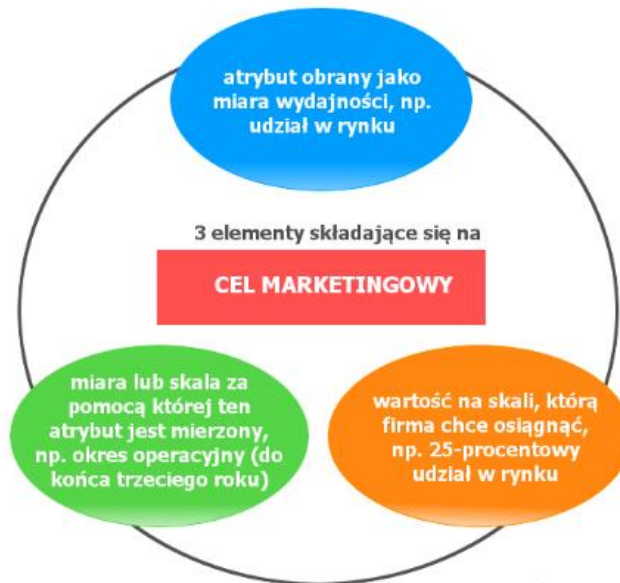 atrybut obrany jako
miara wydajności, np.
udział w rynku
3 elementy składające się na
CEL MARKETINGOWY
miara lub skala za
pomocą której ten
atrybut jest mierzony,
np. okres operacyjny (do
końca trzeciego roku)
wartość na skali, którą
firma chce osiągnąć,
np. 25-procentowy
udział w rynku